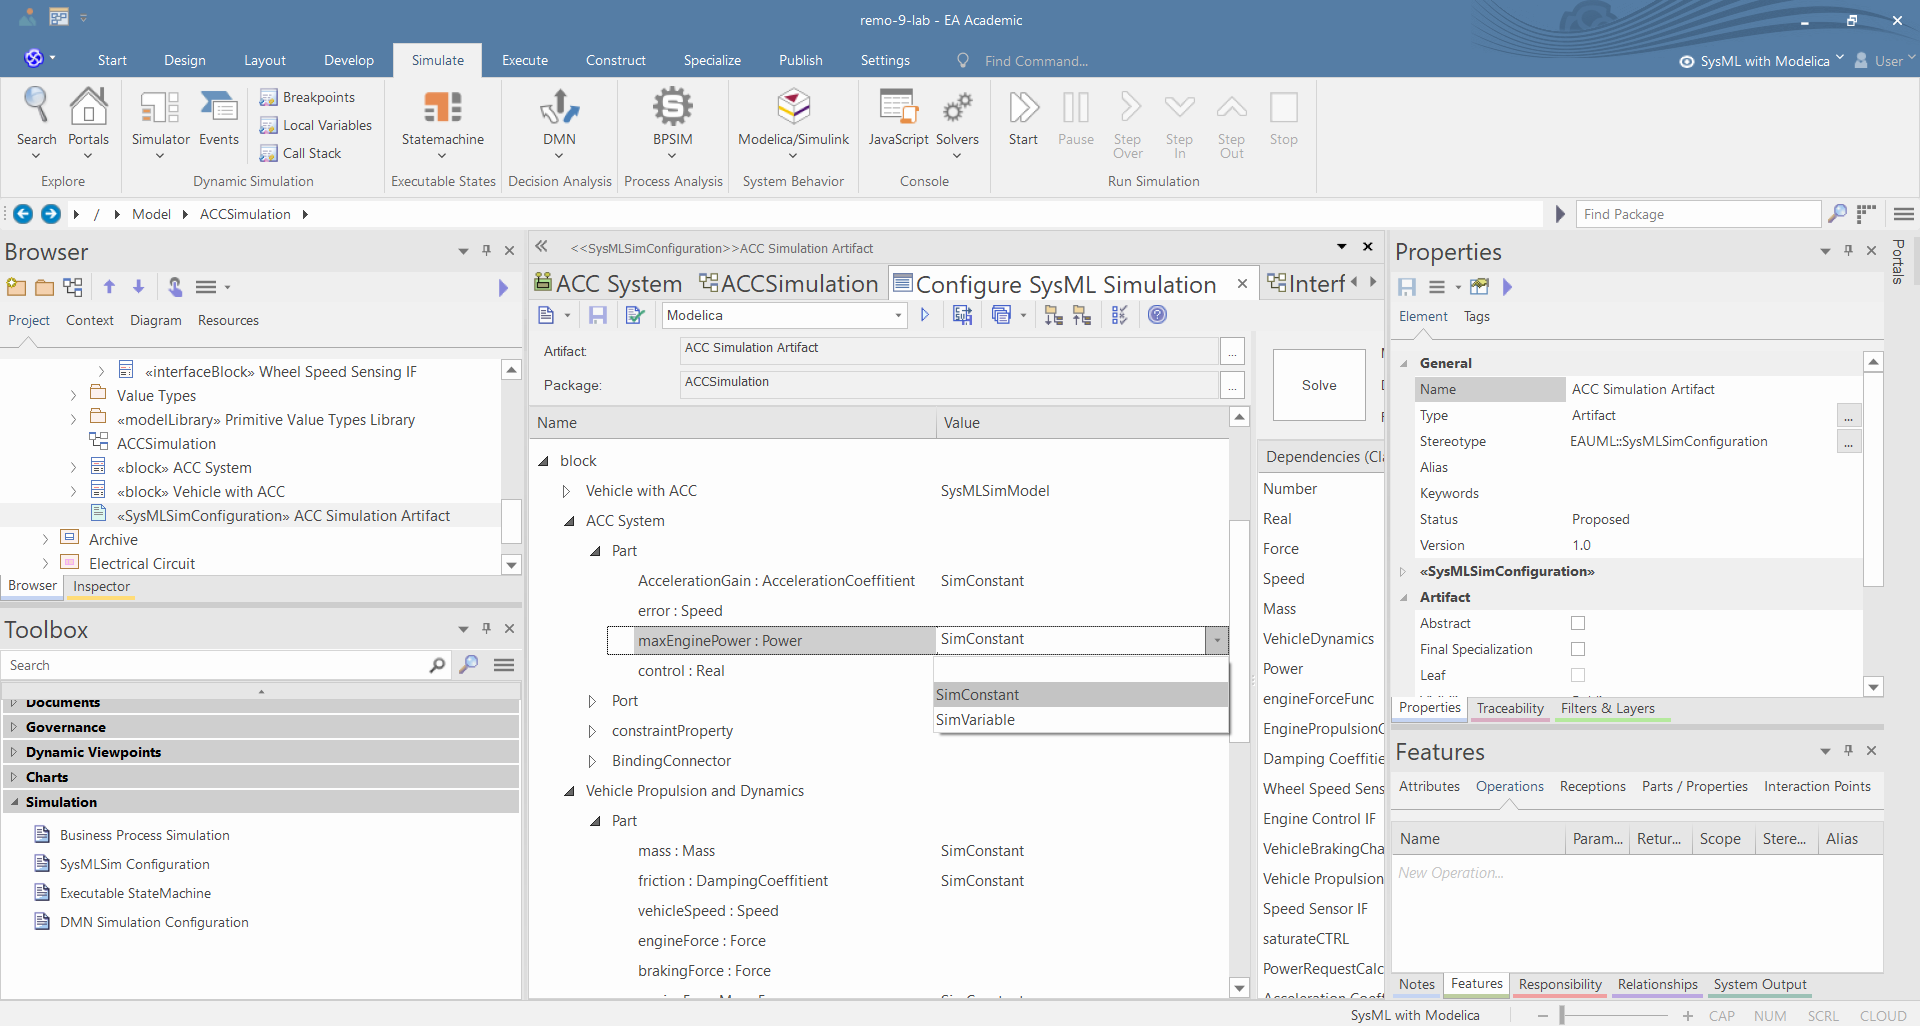 remo-9-lab - EA Academic
Start Design Layout Develop Simulate Execute Construct Specialize Publish Settings Find Command... SysML with Modelica User
Search Portals Simulator Events Breakpoints Local Variables Call Stack Statemachine DMN BPSIM Modelica/Simulink JavaScript Solvers Start Pause Step Over Step In Step Out Stop
Explore Dynamic Simulation Executable States Decision Analysis Process Analysis System Behavior Console Run Simulation
/ Model ACCSimulation Find Package
Browser
Project Context Diagram Resources
«interfaceBlock» Wheel Speed Sensing IF
Value Types
«modelLibrary» Primitive Value Types Library
ACCSimulation
«block» ACC System
«block» Vehicle with ACC
«SysMLSimConfiguration» ACC Simulation Artifact
Archive
Electrical Circuit
Browser Inspector
Toolbox
Search
Documents
Governance
Dynamic Viewpoints
Charts
Simulation
Business Process Simulation
SysMLSim Configuration
Executable StateMachine
DMN Simulation Configuration
<<SysMLSimConfiguration>>ACC Simulation Artifact
ACC System ACCSimulation Configure SysML Simulation Interf
Modelica
Artifact: ACC Simulation Artifact ...
Package: ACCSimulation ...
Solve
Name Value
block
Vehicle with ACC SysMLSimModel
ACC System
Part
AccelerationGain : AccelerationCoeffitient SimConstant
error : Speed
maxEnginePower : Power SimConstant
control : Real
SimConstant
SimVariable
Port
constraintProperty
BindingConnector
Vehicle Propulsion and Dynamics
Part
mass : Mass SimConstant
friction : DampingCoeffitient SimConstant
vehicleSpeed : Speed
engineForce : Force
brakingForce : Force
Dependencies (Cla
Number
Real
Force
Speed
Mass
VehicleDynamics
Power
engineForceFunc
EnginePropulsionC
Damping Coeffitie
Wheel Speed Sens
Engine Control IF
VehicleBrakingCha
Vehicle Propulsion
Speed Sensor IF
saturateCTRL
PowerRequestCalc
Properties
Element Tags
General
Name ACC Simulation Artifact
Type Artifact ...
Stereotype EAUML::SysMLSimConfiguration ...
Alias
Keywords
Status Proposed
Version 1.0
«SysMLSimConfiguration»
Artifact
Abstract
Final Specialization
Leaf
Properties Traceability Filters & Layers
Features
Attributes Operations Receptions Parts / Properties Interaction Points
Name Param... Retur... Scope Stere... Alias
New Operation...
Notes Features Responsibility Relationships System Output
Portals
SysML with Modelica CAP NUM SCRL CLOUD